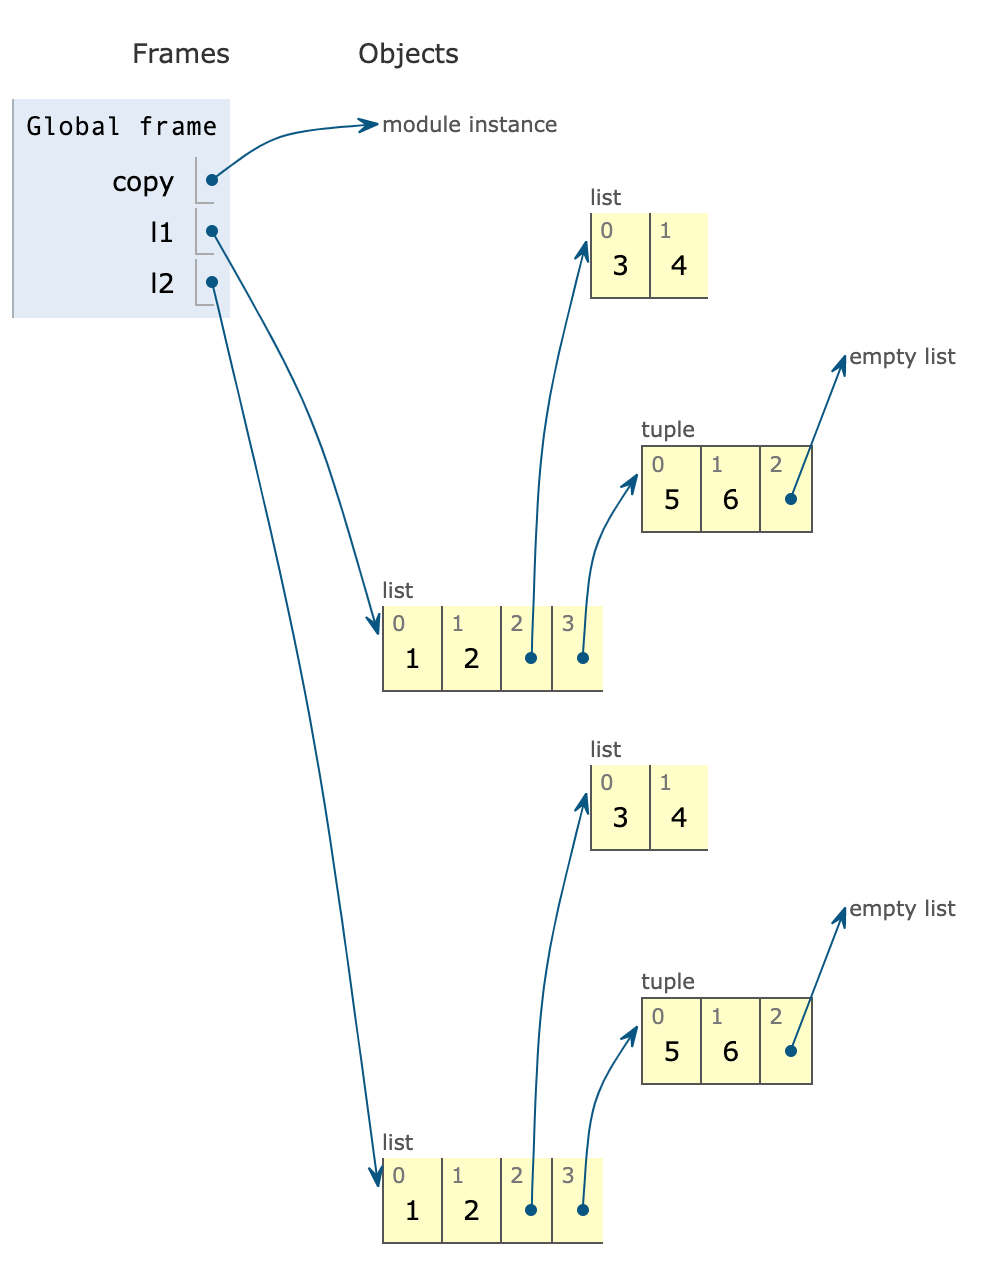 Frames Objects
Global frame
module instance
copy
list
l1
0 1
3 4
l2
empty list
tuple
0 1 2
5 6
list
0 1 2 3
1 2
list
0 1
3 4
empty list
tuple
0 1 2
5 6
list
0 1 2 3
1 2